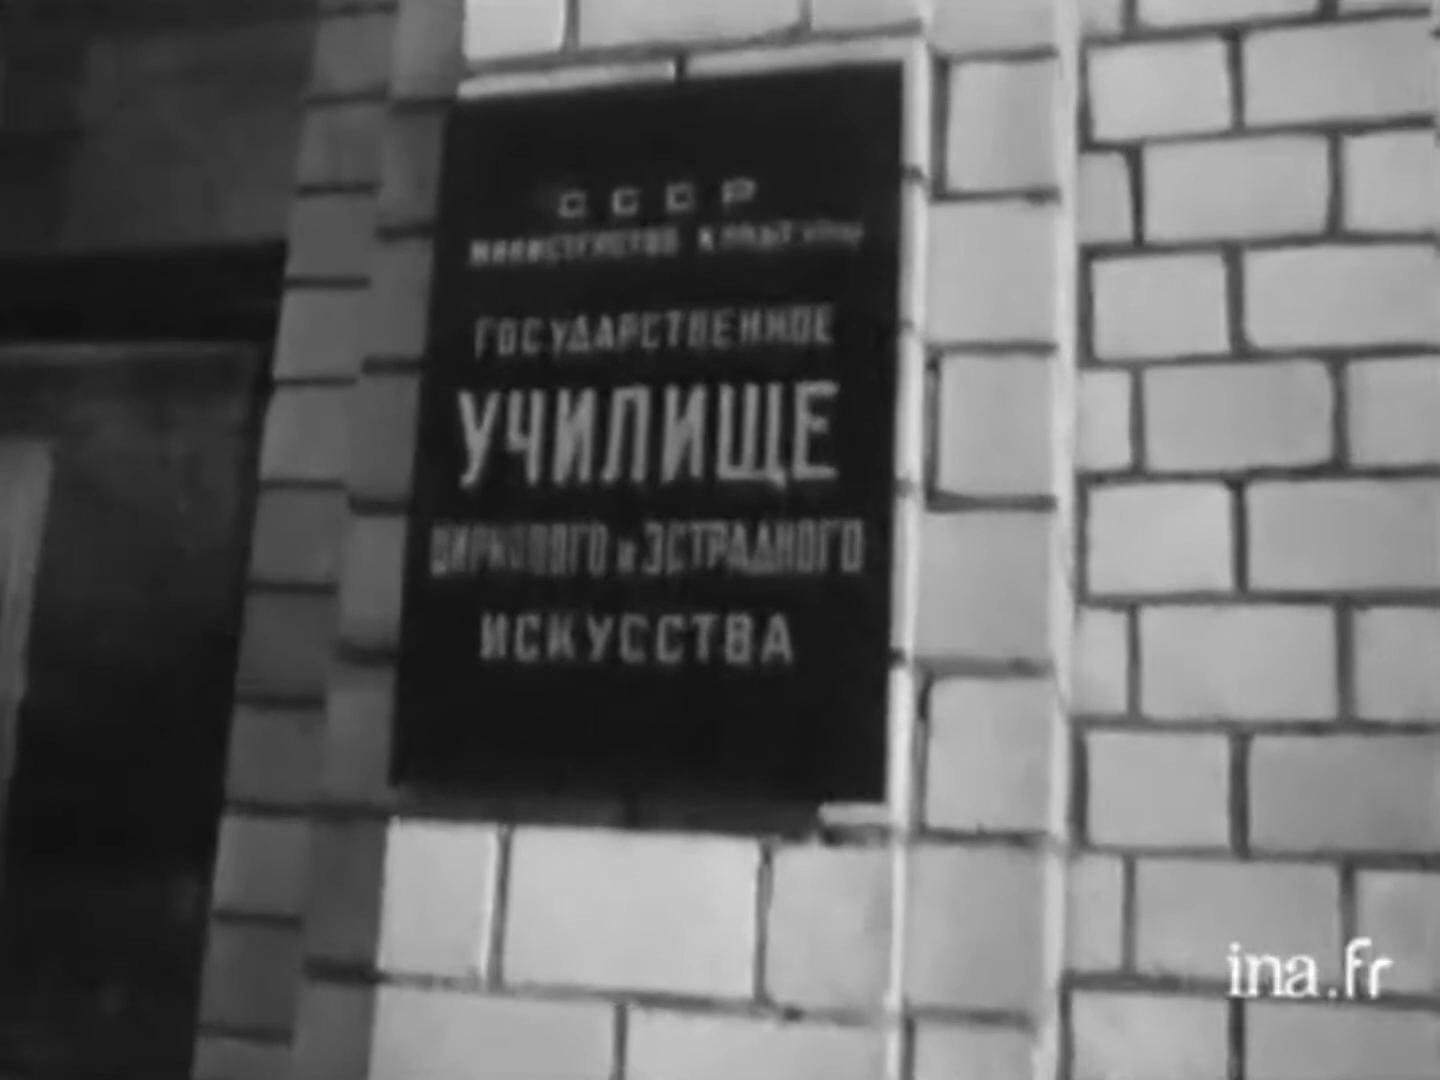 СССР
МИНИСТЕРСТВО КУЛЬТУРЫ
ГОСУДАРСТВЕННОЕ
УЧИЛИЩЕ
ЦИРКОВОГО и ЭСТРАДНОГО
ИСКУССТВА
ina.fr